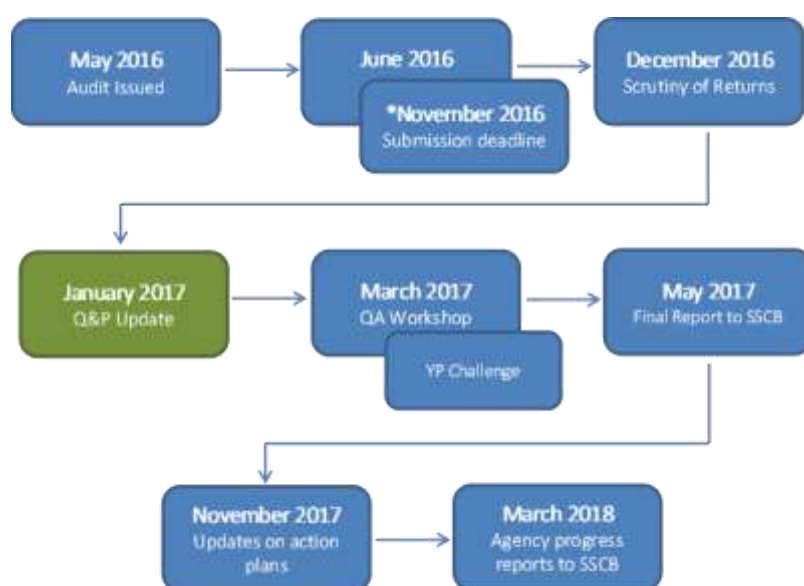 May 2016
Audit Issued
June 2016
*November 2016
Submission deadline
December 2016
Scrutiny of Returns
January 2017
Q&P Update
March 2017
QA Workshop
YP Challenge
May 2017
Final Report to SSCB
November 2017
Updates on action
plans
March 2018
Agency progress
reports to SSCB